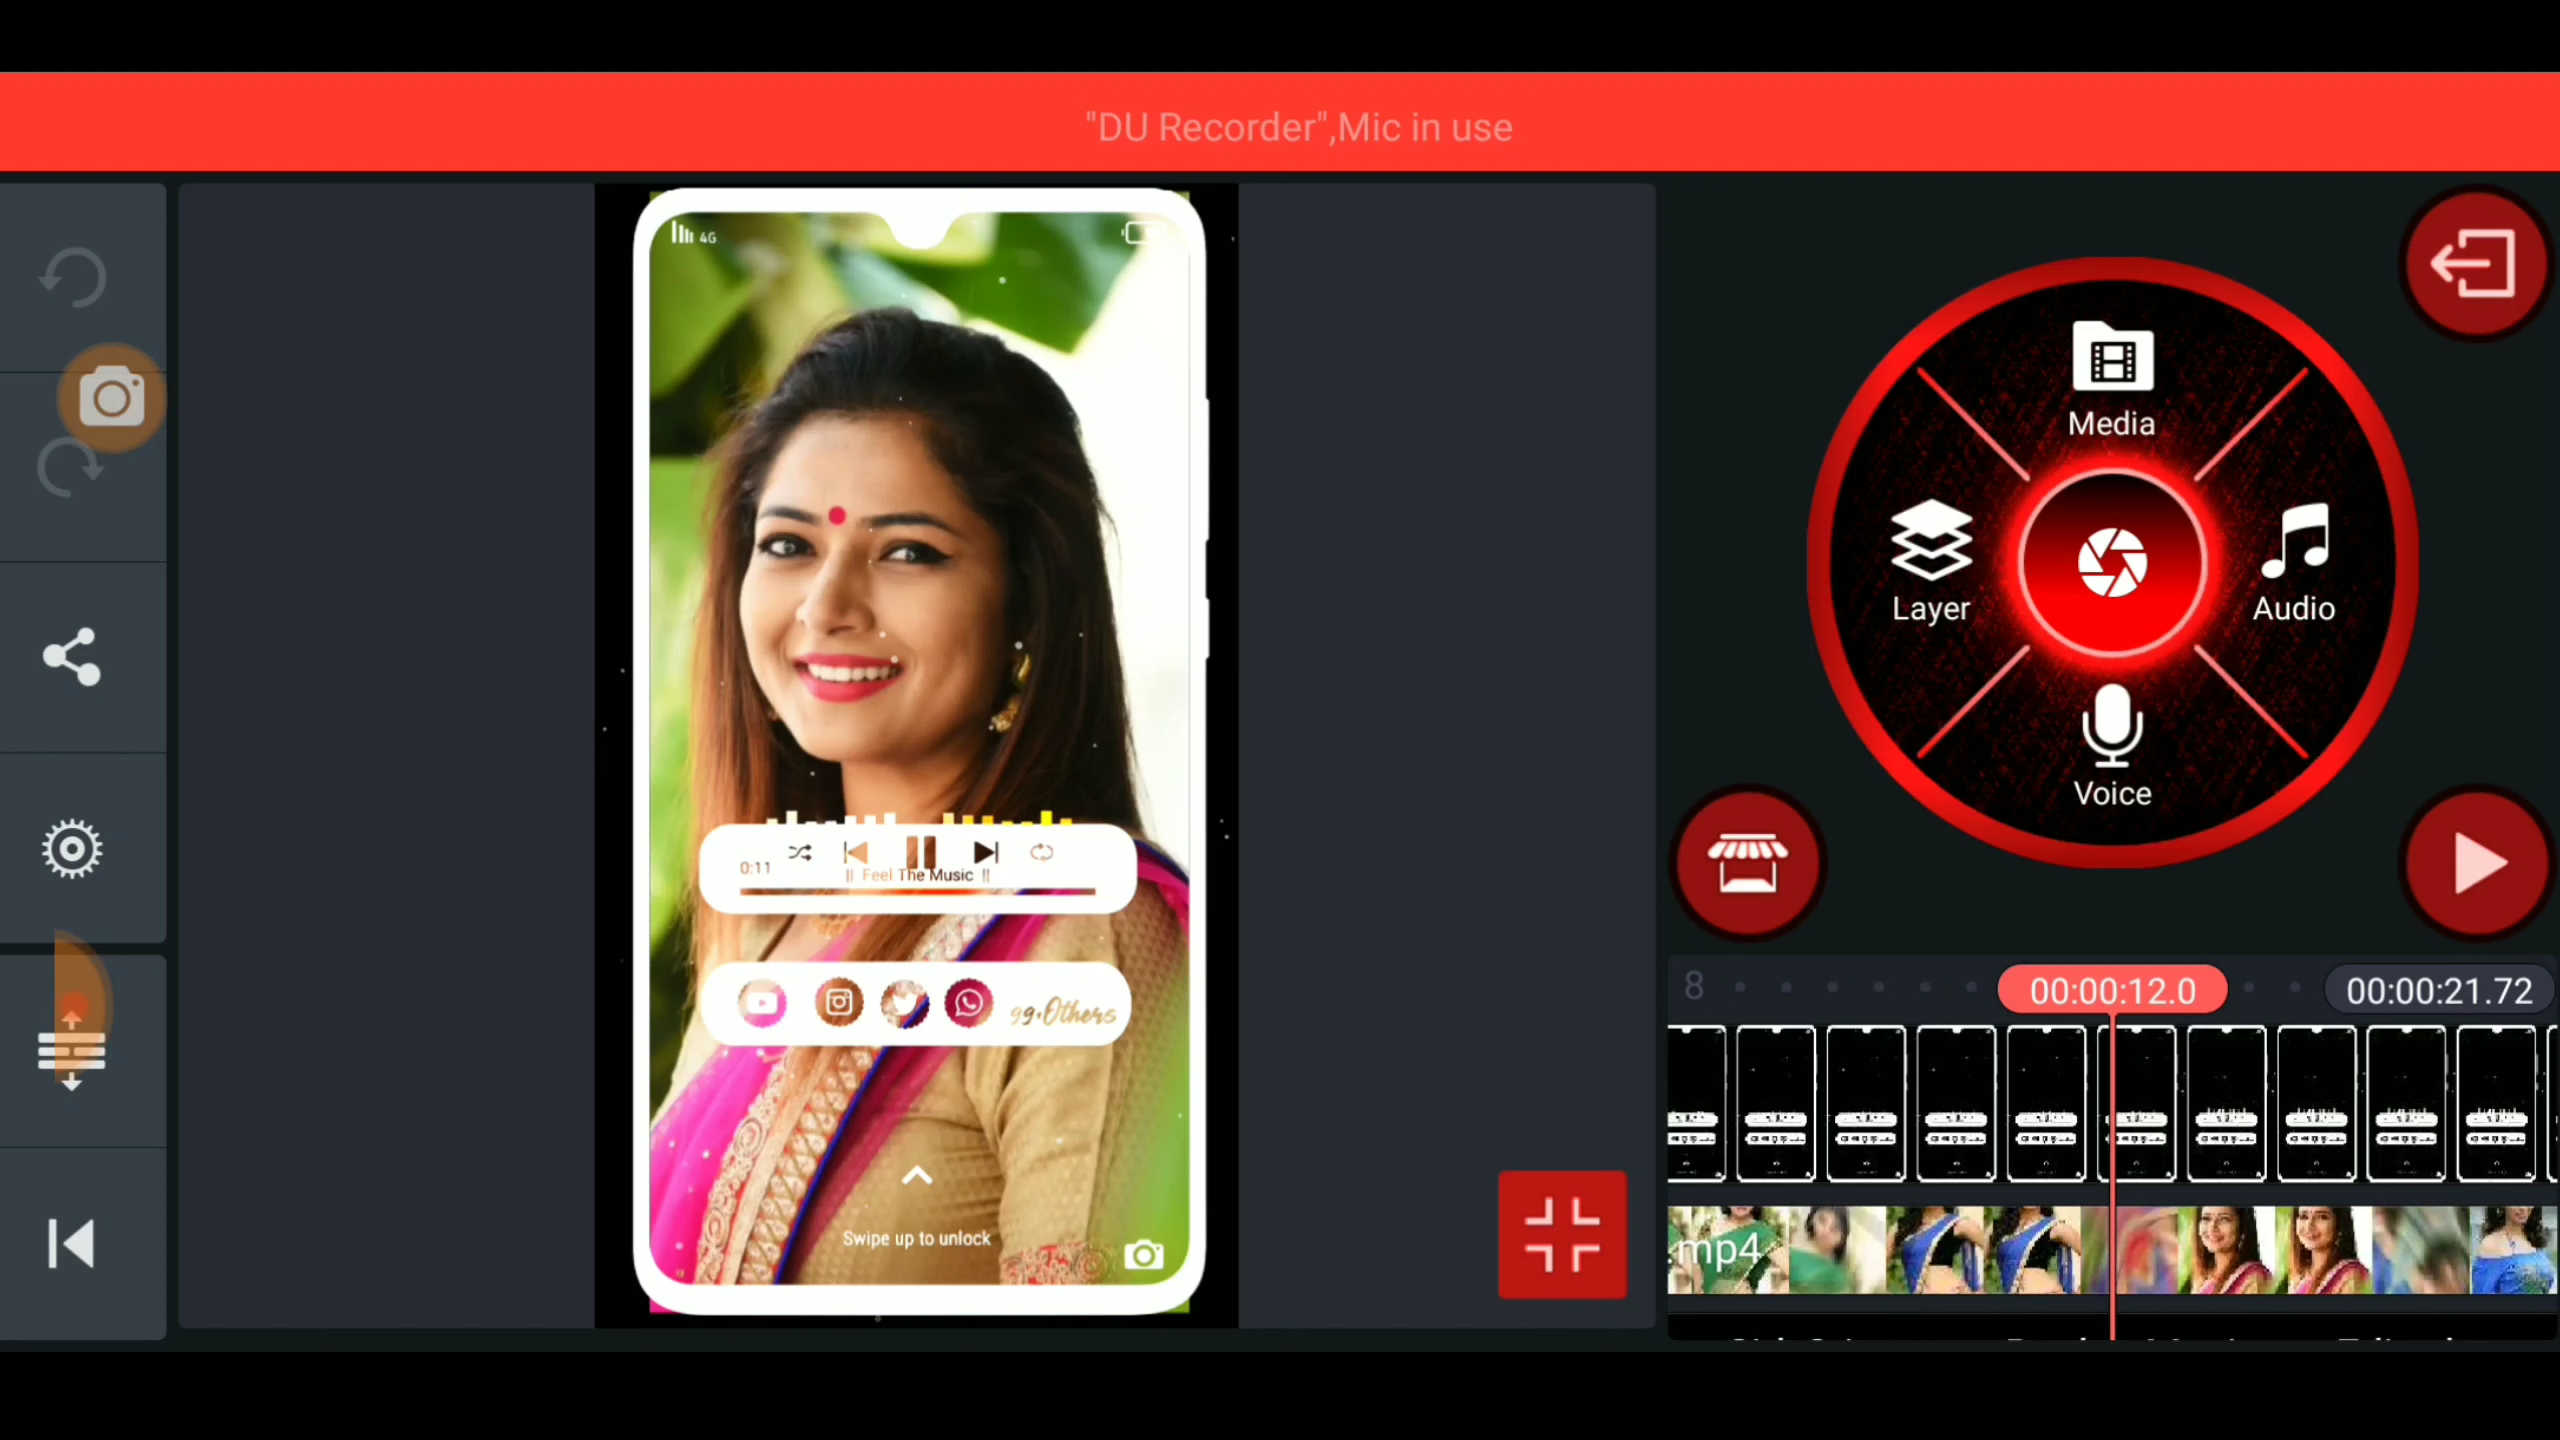 "DU Recorder",Mic in use
4G
Media
Layer
Audio
Voice
0:11
|| Feel The Music ||
99+Others
Swipe up to unlock
8
00:00:12.0
00:00:21.72
.mp4